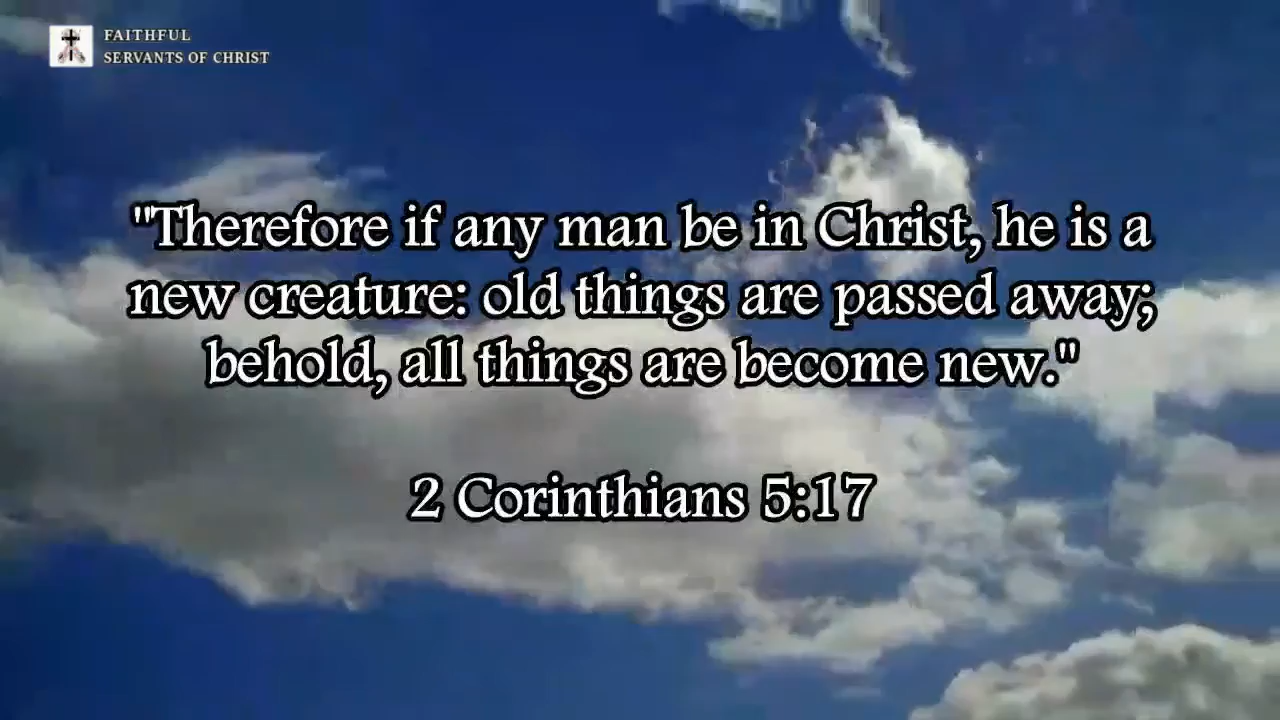 FAITHFUL
SERVANTS OF CHRIST
"Therefore if any man be in Christ, he is a
new creature: old things are passed away;
behold, all things are become new."
2 Corinthians 5:17